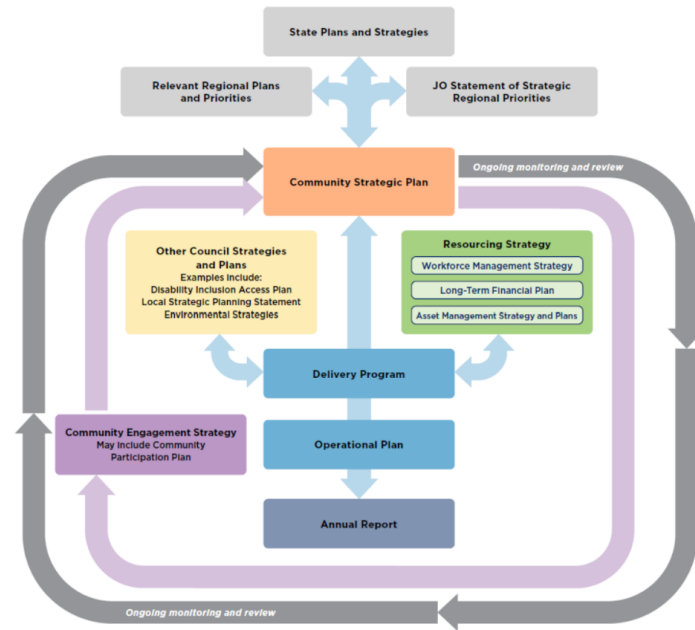 State Plans and Strategies
Relevant Regional Plans
and Priorities
JO Statement of Strategic
Regional Priorities
Community Strategic Plan
Ongoing monitoring and review
Other Council Strategies
and Plans
Examples Include:
Disability Inclusion Access Plan
Local Strategic Planning Statement
Environmental Strategies
Resourcing Strategy
Workforce Management Strategy
Long-Term Financial Plan
Asset Management Strategy and Plans
Delivery Program
Community Engagement Strategy
May Include Community
Participation Plan
Operational Plan
Annual Report
Ongoing monitoring and review